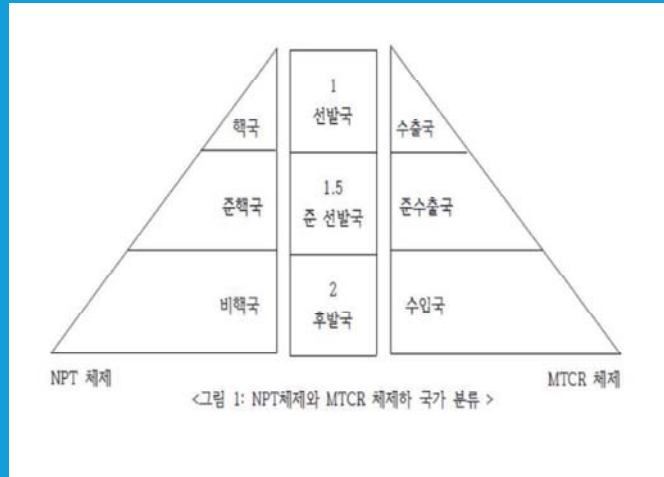 1
선발국
핵국
수출국
1.5
준 선발국
준핵국
준수출국
2
후발국
비핵국
수입국
NPT 체제
MTCR 체제
<그림 1: NPT체제와 MTCR 체제하 국가 분류 >